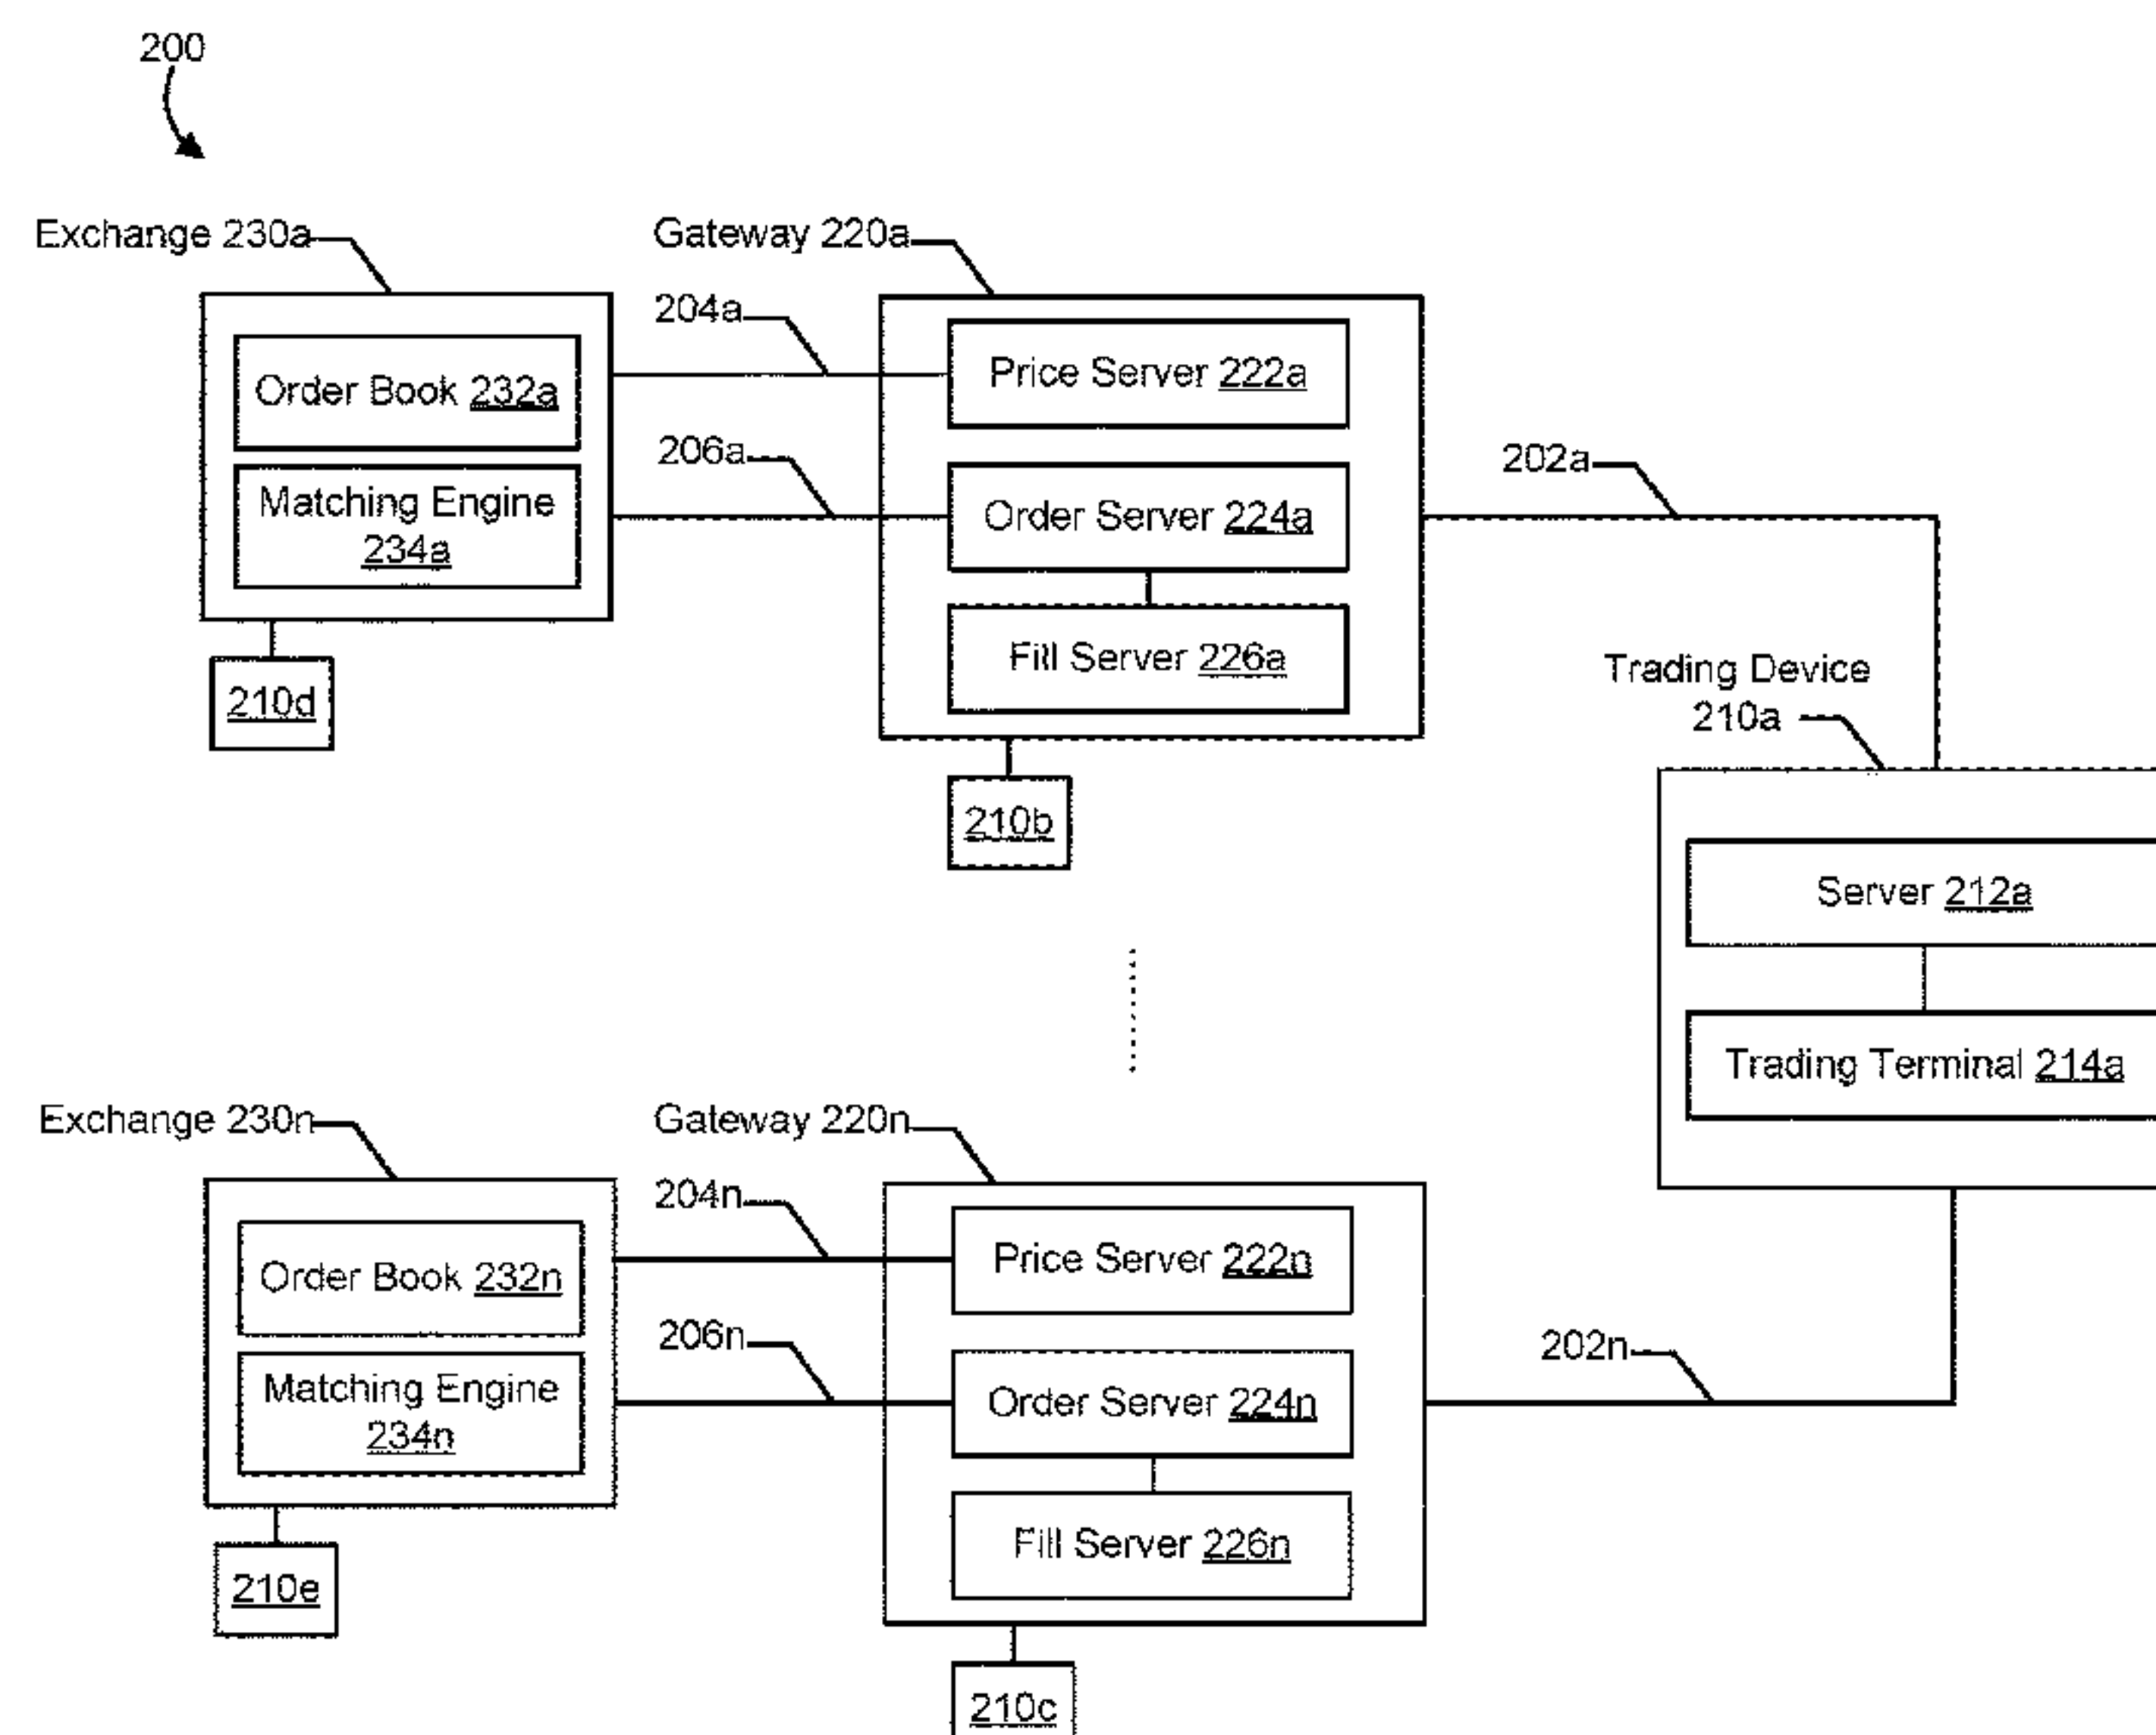 200
Exchange 230a
Gateway 220a
204a
Order Book 232a
Price Server 222a
206a
202a
Matching Engine
234a
Order Server 224a
Fill Server 226a
210d
Trading Device
210a
210b
Server 212a
Trading Terminal 214a
Exchange 230n
Gateway 220n
204n
Order Book 232n
Price Server 222n
206n
202n
Matching Engine
234n
Order Server 224n
Fill Server 226n
210e
210c